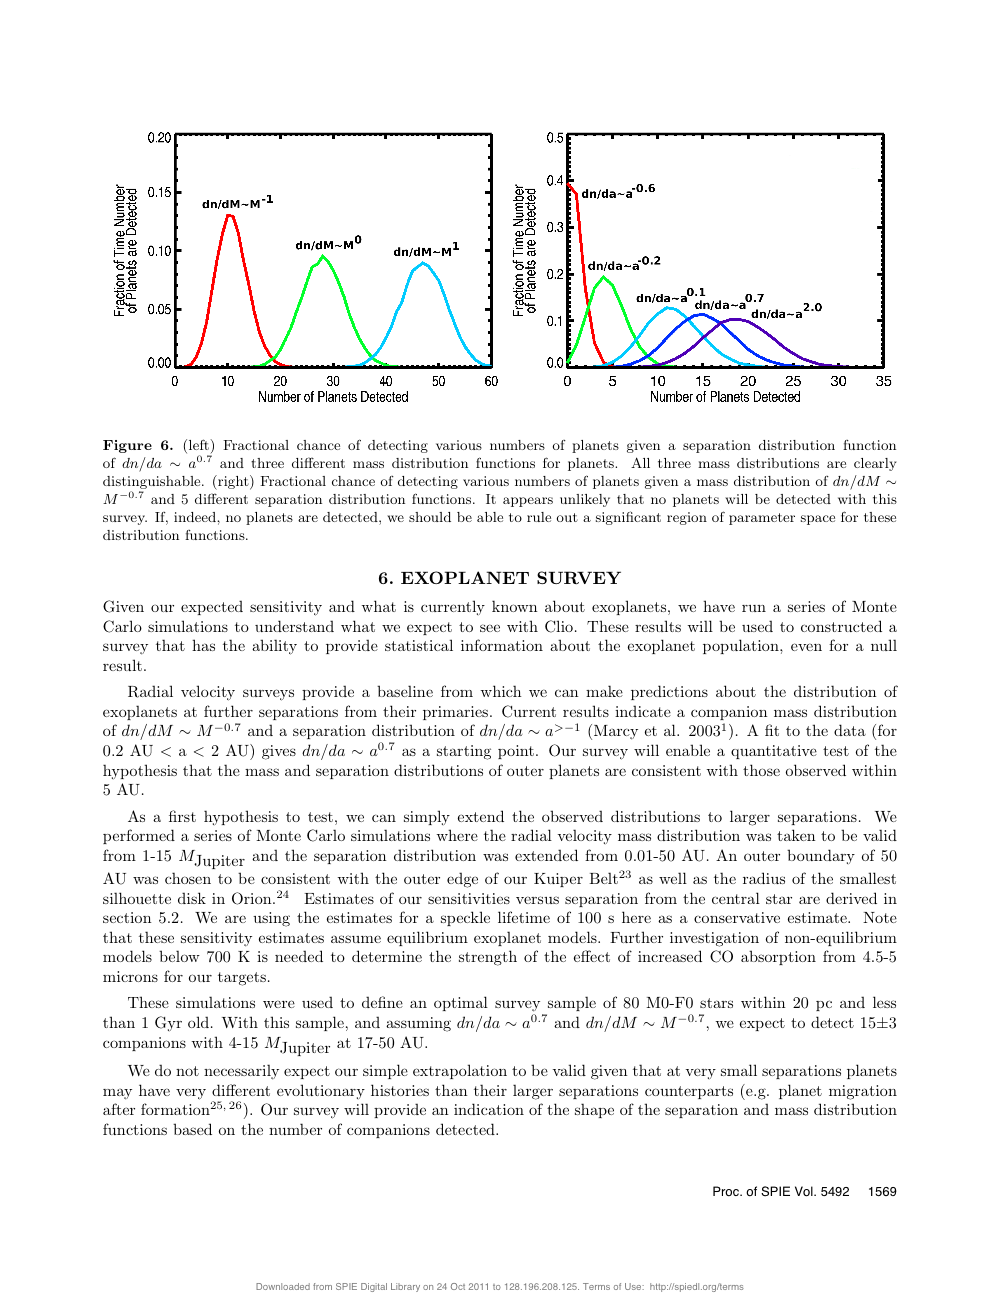 0.20
0.15
0.10
0.05
0.00
Fraction of Time Number
of Planets are Detected
dn/dM~M^-1
dn/dM~M^0
dn/dM~M^1
0 10 20 30 40 50 60
Number of Planets Detected
0.5
0.4
0.3
0.2
0.1
0.0
Fraction of Time Number
of Planets are Detected
dn/da~a^-0.6
dn/da~a^-0.2
dn/da~a^0.1
dn/da~a^0.7
dn/da~a^2.0
0 5 10 15 20 25 30 35
Number of Planets Detected
Figure 6. (left) Fractional chance of detecting various numbers of planets given a separation distribution function
of dn/da ∼ a^0.7 and three different mass distribution functions for planets. All three mass distributions are clearly
distinguishable. (right) Fractional chance of detecting various numbers of planets given a mass distribution of dn/dM ∼
M^−0.7 and 5 different separation distribution functions. It appears unlikely that no planets will be detected with this
survey. If, indeed, no planets are detected, we should be able to rule out a significant region of parameter space for these
distribution functions.
6. EXOPLANET SURVEY
Given our expected sensitivity and what is currently known about exoplanets, we have run a series of Monte
Carlo simulations to understand what we expect to see with Clio. These results will be used to constructed a
survey that has the ability to provide statistical information about the exoplanet population, even for a null
result.
Radial velocity surveys provide a baseline from which we can make predictions about the distribution of
exoplanets at further separations from their primaries. Current results indicate a companion mass distribution
of dn/dM ∼ M^−0.7 and a separation distribution of dn/da ∼ a^>−1 (Marcy et al. 2003^1). A fit to the data (for
0.2 AU < a < 2 AU) gives dn/da ∼ a^0.7 as a starting point. Our survey will enable a quantitative test of the
hypothesis that the mass and separation distributions of outer planets are consistent with those observed within
5 AU.
As a first hypothesis to test, we can simply extend the observed distributions to larger separations. We
performed a series of Monte Carlo simulations where the radial velocity mass distribution was taken to be valid
from 1-15 M_Jupiter and the separation distribution was extended from 0.01-50 AU. An outer boundary of 50
AU was chosen to be consistent with the outer edge of our Kuiper Belt^23 as well as the radius of the smallest
silhouette disk in Orion.^24 Estimates of our sensitivities versus separation from the central star are derived in
section 5.2. We are using the estimates for a speckle lifetime of 100 s here as a conservative estimate. Note
that these sensitivity estimates assume equilibrium exoplanet models. Further investigation of non-equilibrium
models below 700 K is needed to determine the strength of the effect of increased CO absorption from 4.5-5
microns for our targets.
These simulations were used to define an optimal survey sample of 80 M0-F0 stars within 20 pc and less
than 1 Gyr old. With this sample, and assuming dn/da ∼ a^0.7 and dn/dM ∼ M^−0.7, we expect to detect 15±3
companions with 4-15 M_Jupiter at 17-50 AU.
We do not necessarily expect our simple extrapolation to be valid given that at very small separations planets
may have very different evolutionary histories than their larger separations counterparts (e.g. planet migration
after formation^25, 26). Our survey will provide an indication of the shape of the separation and mass distribution
functions based on the number of companions detected.
Proc. of SPIE Vol. 5492 1569
Downloaded from SPIE Digital Library on 24 Oct 2011 to 128.196.208.125. Terms of Use: http://spiedl.org/terms